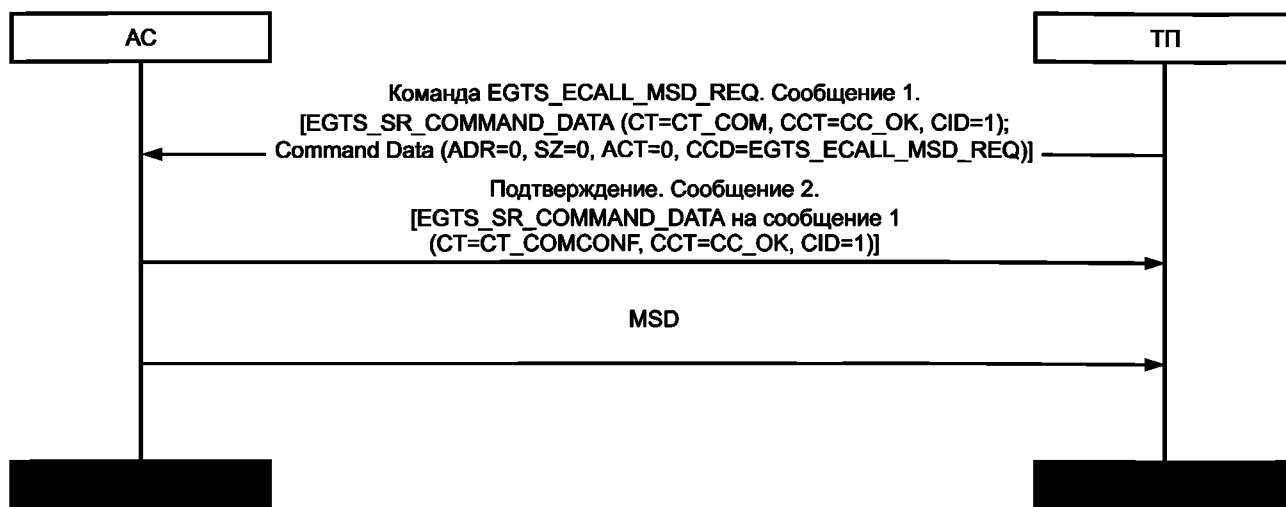 АС
ТП
Команда EGTS_ECALL_MSD_REQ. Сообщение 1.
[EGTS_SR_COMMAND_DATA (CT=CT_COM, CCT=CC_OK, CID=1);
Command Data (ADR=0, SZ=0, ACT=0, CCD=EGTS_ECALL_MSD_REQ)]
Подтверждение. Сообщение 2.
[EGTS_SR_COMMAND_DATA на сообщение 1
(CT=CT_COMCONF, CCT=CC_OK, CID=1)]
MSD